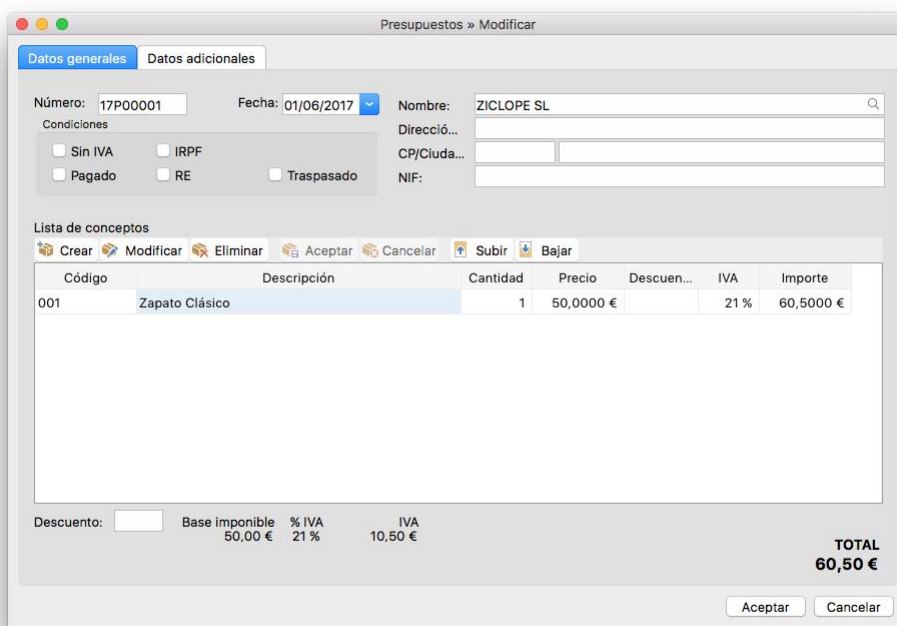 Presupuestos » Modificar
Datos generales Datos adicionales
Número: 17P00001 Fecha: 01/06/2017 Nombre: ZICLOPE SL
Condiciones Direcció...
Sin IVA IRPF CP/Ciuda...
Pagado RE Traspasado NIF:
Lista de conceptos
Crear Modificar Eliminar Aceptar Cancelar Subir Bajar
Código Descripción Cantidad Precio Descuen... IVA Importe
001 Zapato Clásico 1 50,0000 € 21 % 60,5000 €
Descuento: Base imponible % IVA IVA
50,00 € 21 % 10,50 €
TOTAL
60,50 €
Aceptar Cancelar